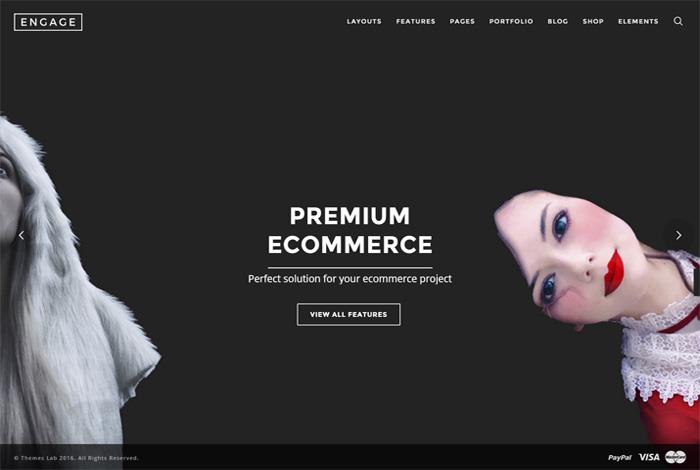 ENGAGE
LAYOUTS FEATURES PAGES PORTFOLIO BLOG SHOP ELEMENTS
PREMIUM
ECOMMERCE
Perfect solution for your ecommerce project
VIEW ALL FEATURES
© Themes Lab 2016. All Rights Reserved.
PayPal VISA MasterCard